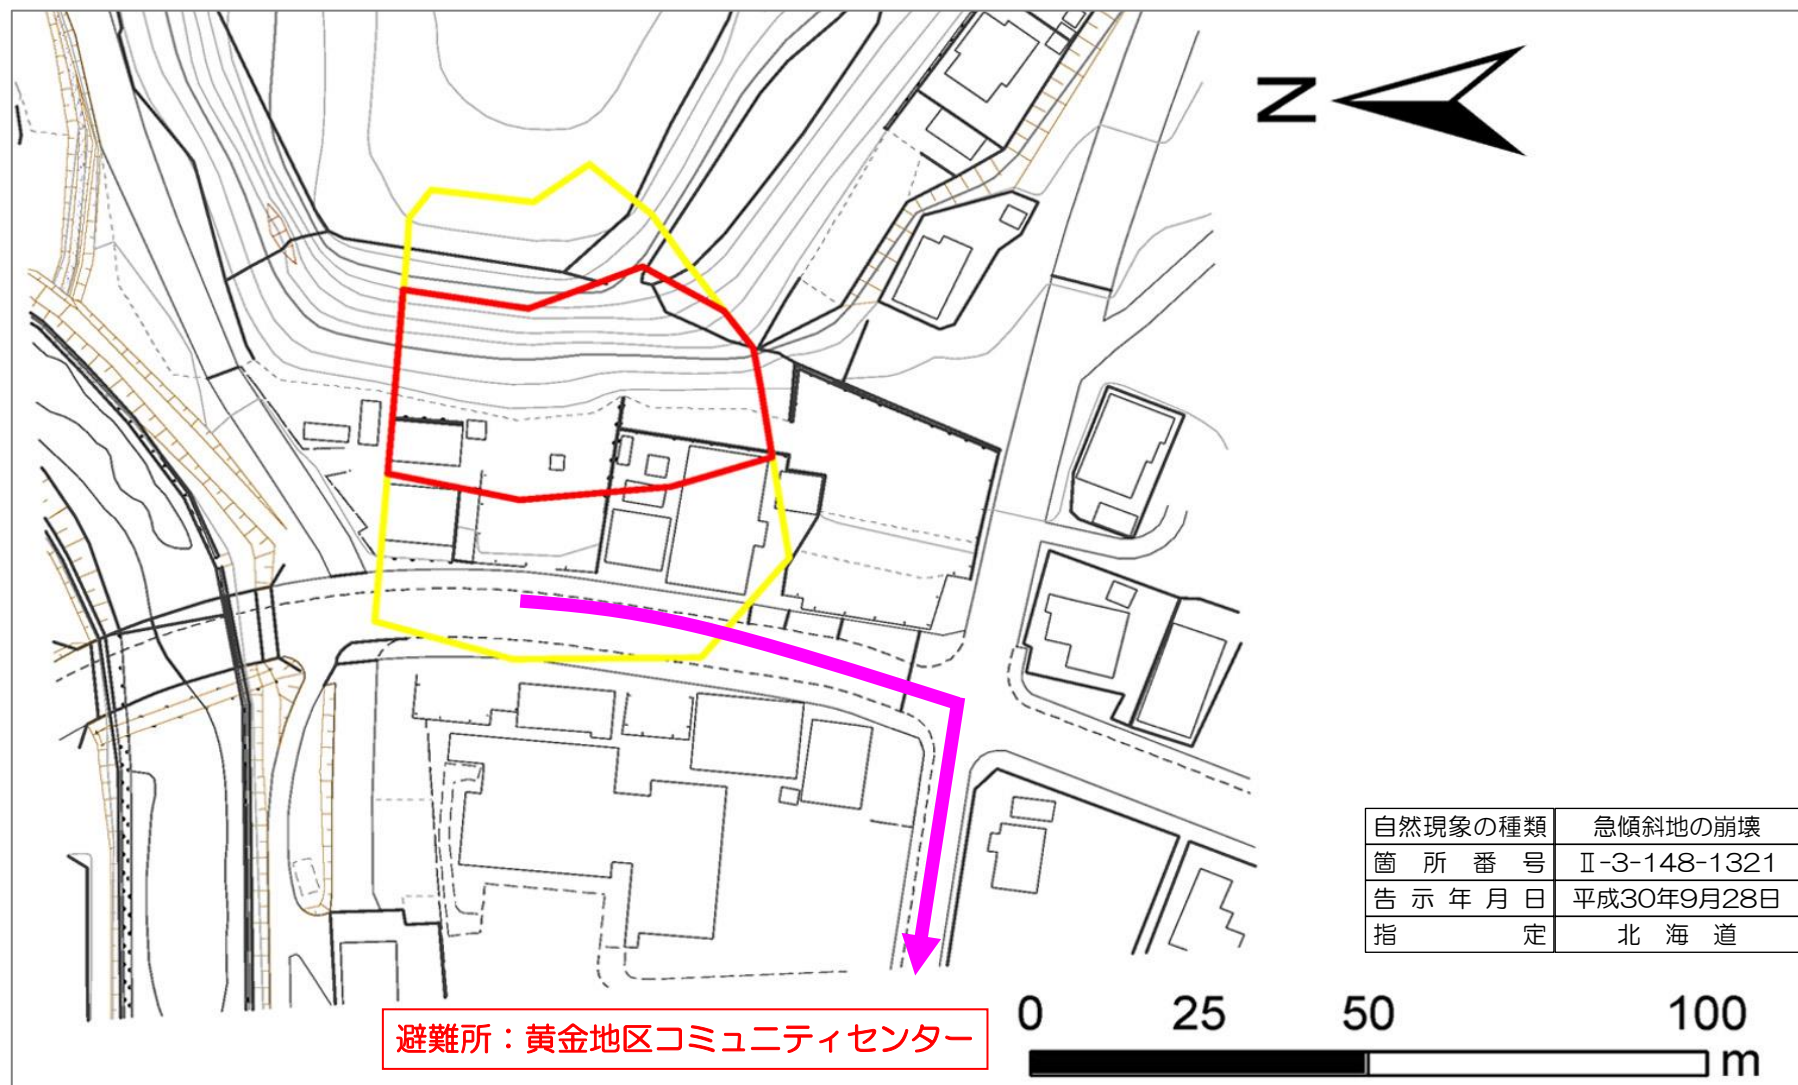 N
自然現象の種類 急傾斜地の崩壊
箇所番号 Ⅱ-3-148-1321
告示年月日 平成30年9月28日
指定 北海道
避難所：黄金地区コミュニティセンター
0 25 50 100
m